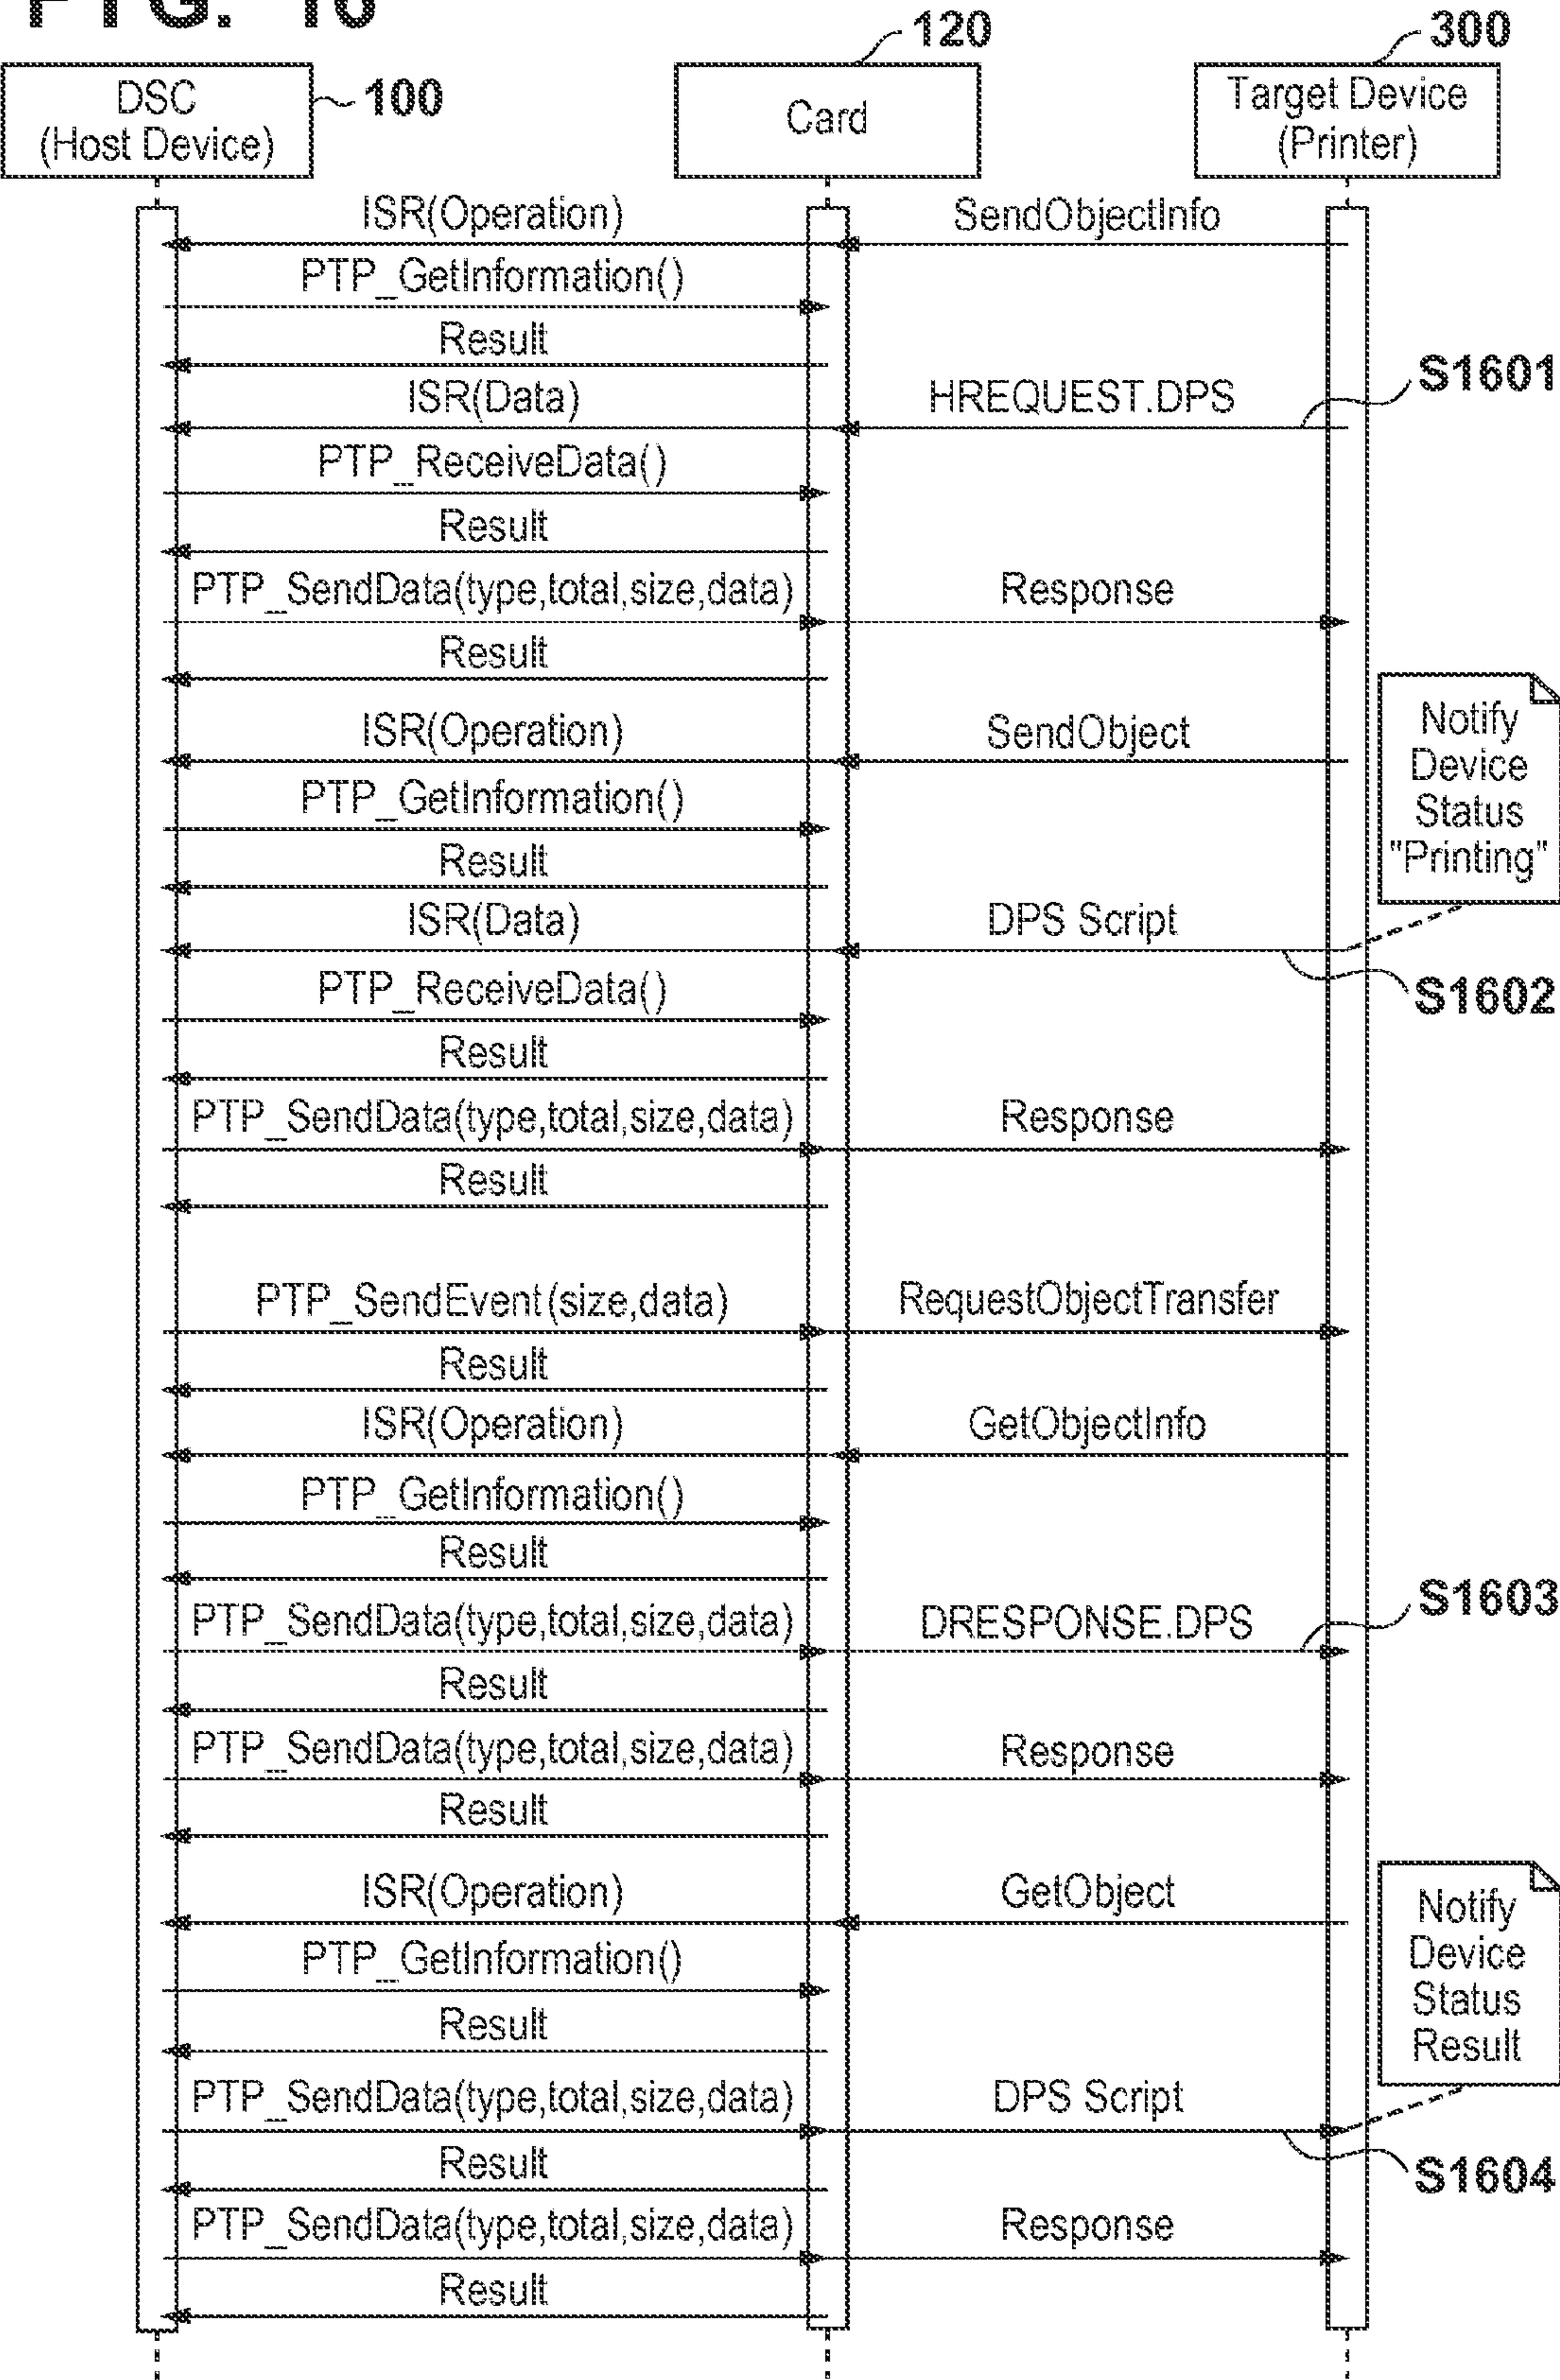 FIG. 16
120
300
DSC
(Host Device)
100
Card
Target Device
(Printer)
ISR(Operation)
SendObjectInfo
PTP_GetInformation()
Result
S1601
ISR(Data)
HREQUEST.DPS
PTP_ReceiveData()
Result
PTP_SendData(type,total,size,data)
Response
Result
Notify
Device
Status
"Printing"
ISR(Operation)
SendObject
PTP_GetInformation()
Result
ISR(Data)
DPS Script
S1602
PTP_ReceiveData()
Result
PTP_SendData(type,total,size,data)
Response
Result
PTP_SendEvent(size,data)
RequestObjectTransfer
Result
ISR(Operation)
GetObjectInfo
PTP_GetInformation()
Result
S1603
PTP_SendData(type,total,size,data)
DRESPONSE.DPS
Result
PTP_SendData(type,total,size,data)
Response
Result
ISR(Operation)
GetObject
Notify
Device
Status
Result
PTP_GetInformation()
Result
PTP_SendData(type,total,size,data)
DPS Script
Result
S1604
PTP_SendData(type,total,size,data)
Response
Result